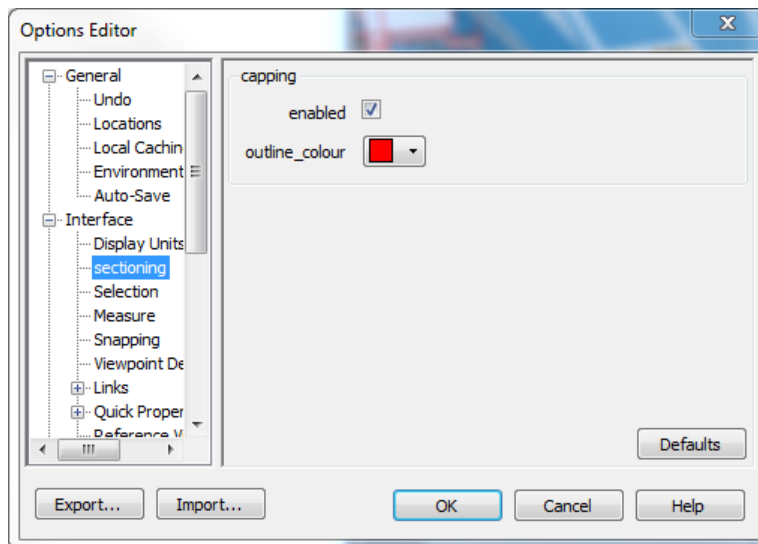 Options Editor
General
Undo
Locations
Local Cachin
Environment
Auto-Save
Interface
Display Units
sectioning
Selection
Measure
Snapping
Viewpoint De
Links
Quick Proper
Reference V
capping
enabled
outline_colour
Defaults
Export...
Import...
OK
Cancel
Help